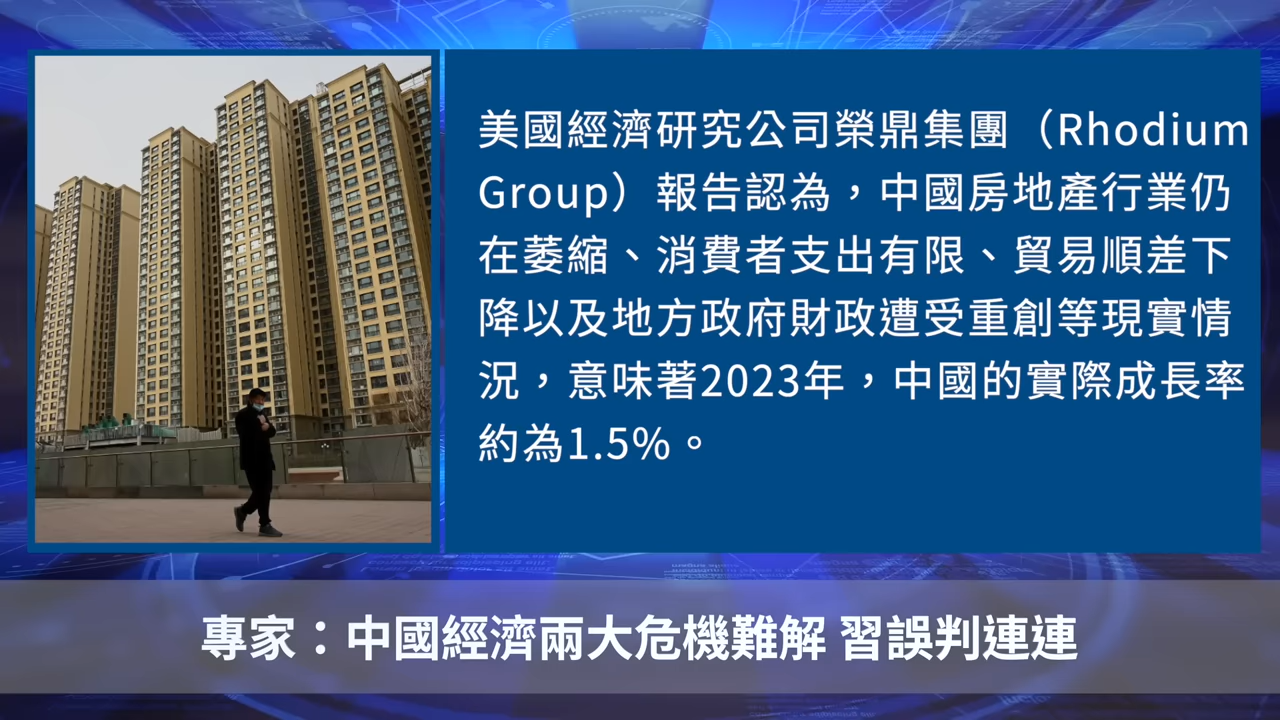 美國經濟研究公司榮鼎集團（Rhodium
Group）報告認為，中國房地產行業仍
在萎縮、消費者支出有限、貿易順差下
降以及地方政府財政遭受重創等現實情
況，意味著2023年，中國的實際成長率
約為1.5%。
專家：中國經濟兩大危機難解 習誤判連連